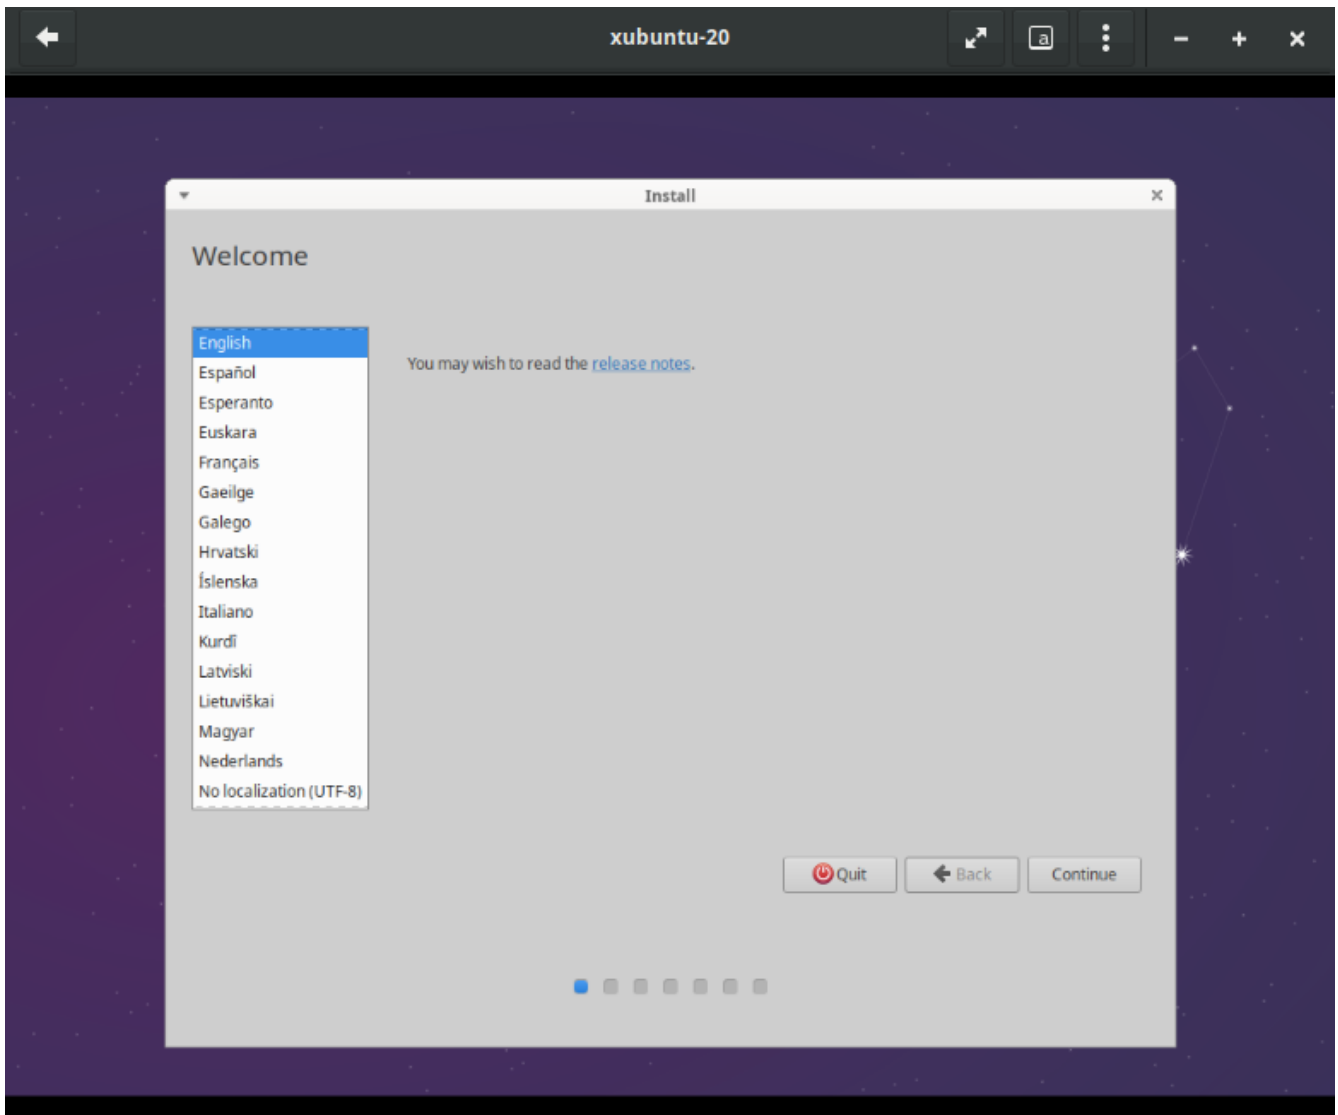 xubuntu-20
a
Install
Welcome
English
Español
Esperanto
Euskara
Français
Gaeilge
Galego
Hrvatski
Íslenska
Italiano
Kurdî
Latviski
Lietuviškai
Magyar
Nederlands
No localization (UTF-8)
You may wish to read the release notes.
Quit
Back
Continue